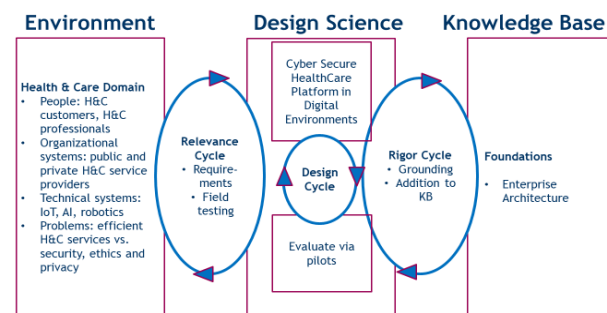 Environment
Design Science
Knowledge Base
Health & Care Domain
• People: H&C
customers, H&C
professionals
• Organizational
systems: public and
private H&C service
providers
• Technical systems:
IoT, AI, robotics
• Problems: efficient
H&C services vs.
security, ethics and
privacy
Relevance
Cycle
• Require-
ments
• Field
testing
Cyber Secure
HealthCare
Platform in
Digital
Environments
Design
Cycle
Evaluate via
pilots
Rigor Cycle
• Grounding
• Addition to
KB
Foundations
• Enterprise
Architecture